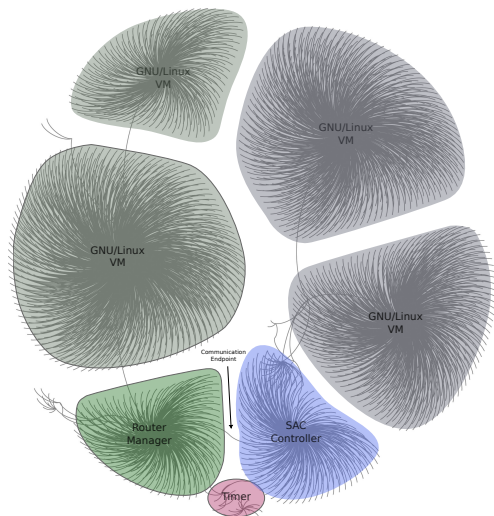 GNU/Linux
VM
GNU/Linux
VM
GNU/Linux
VM
GNU/Linux
VM
Communication
Endpoint
Router
Manager
SAC
Controller
Timer